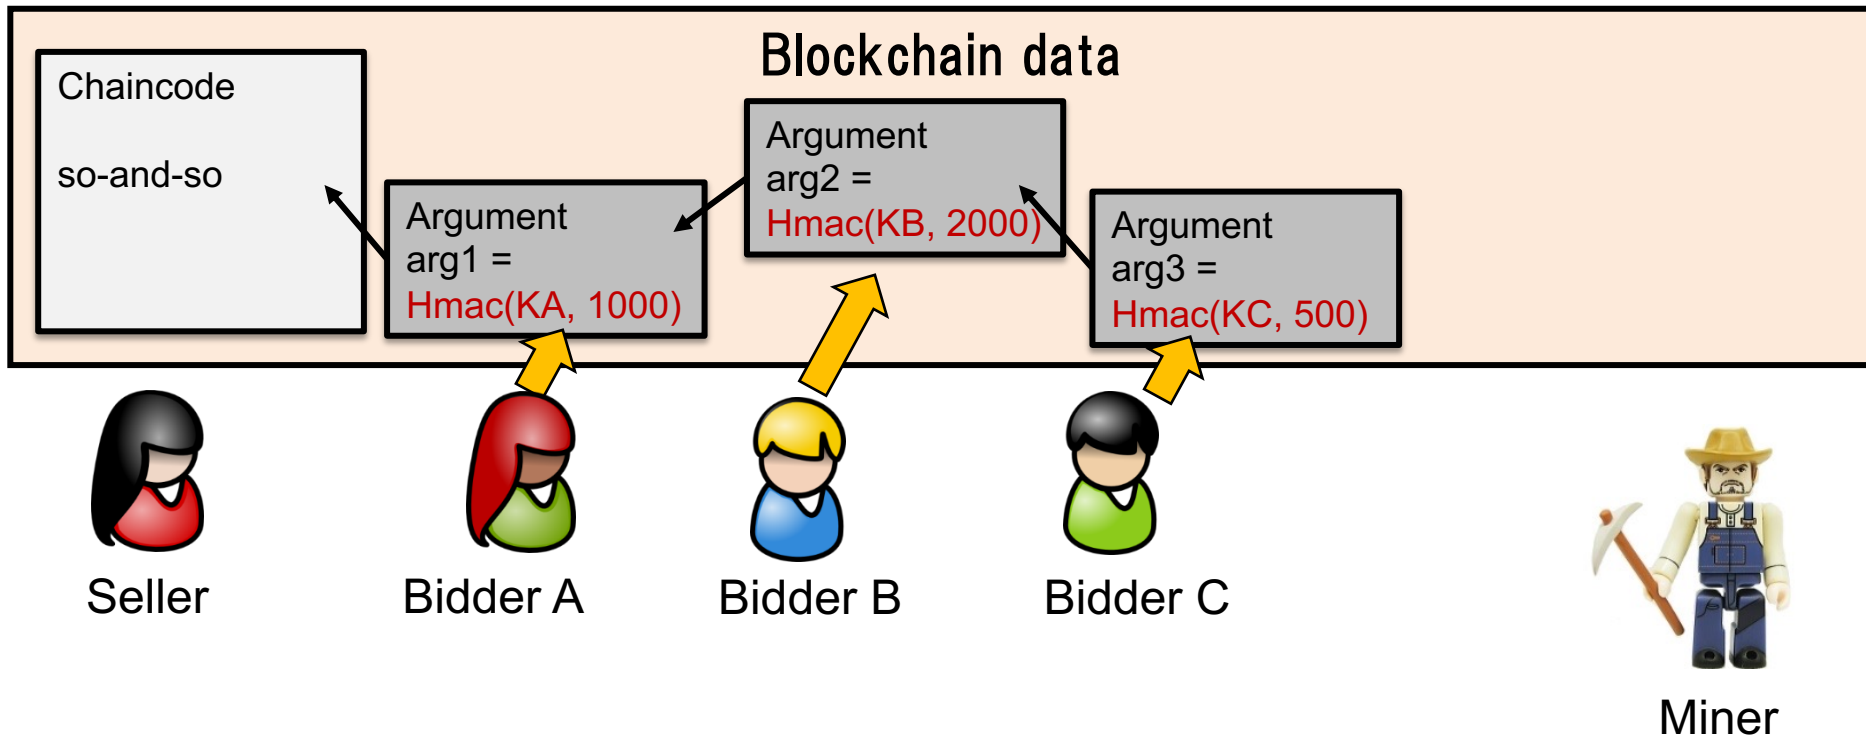 Blockchain data
Chaincode
so-and-so
Argument
arg1 =
Hmac(KA, 1000)
Argument
arg2 =
Hmac(KB, 2000)
Argument
arg3 =
Hmac(KC, 500)
Seller
Bidder A
Bidder B
Bidder C
Miner